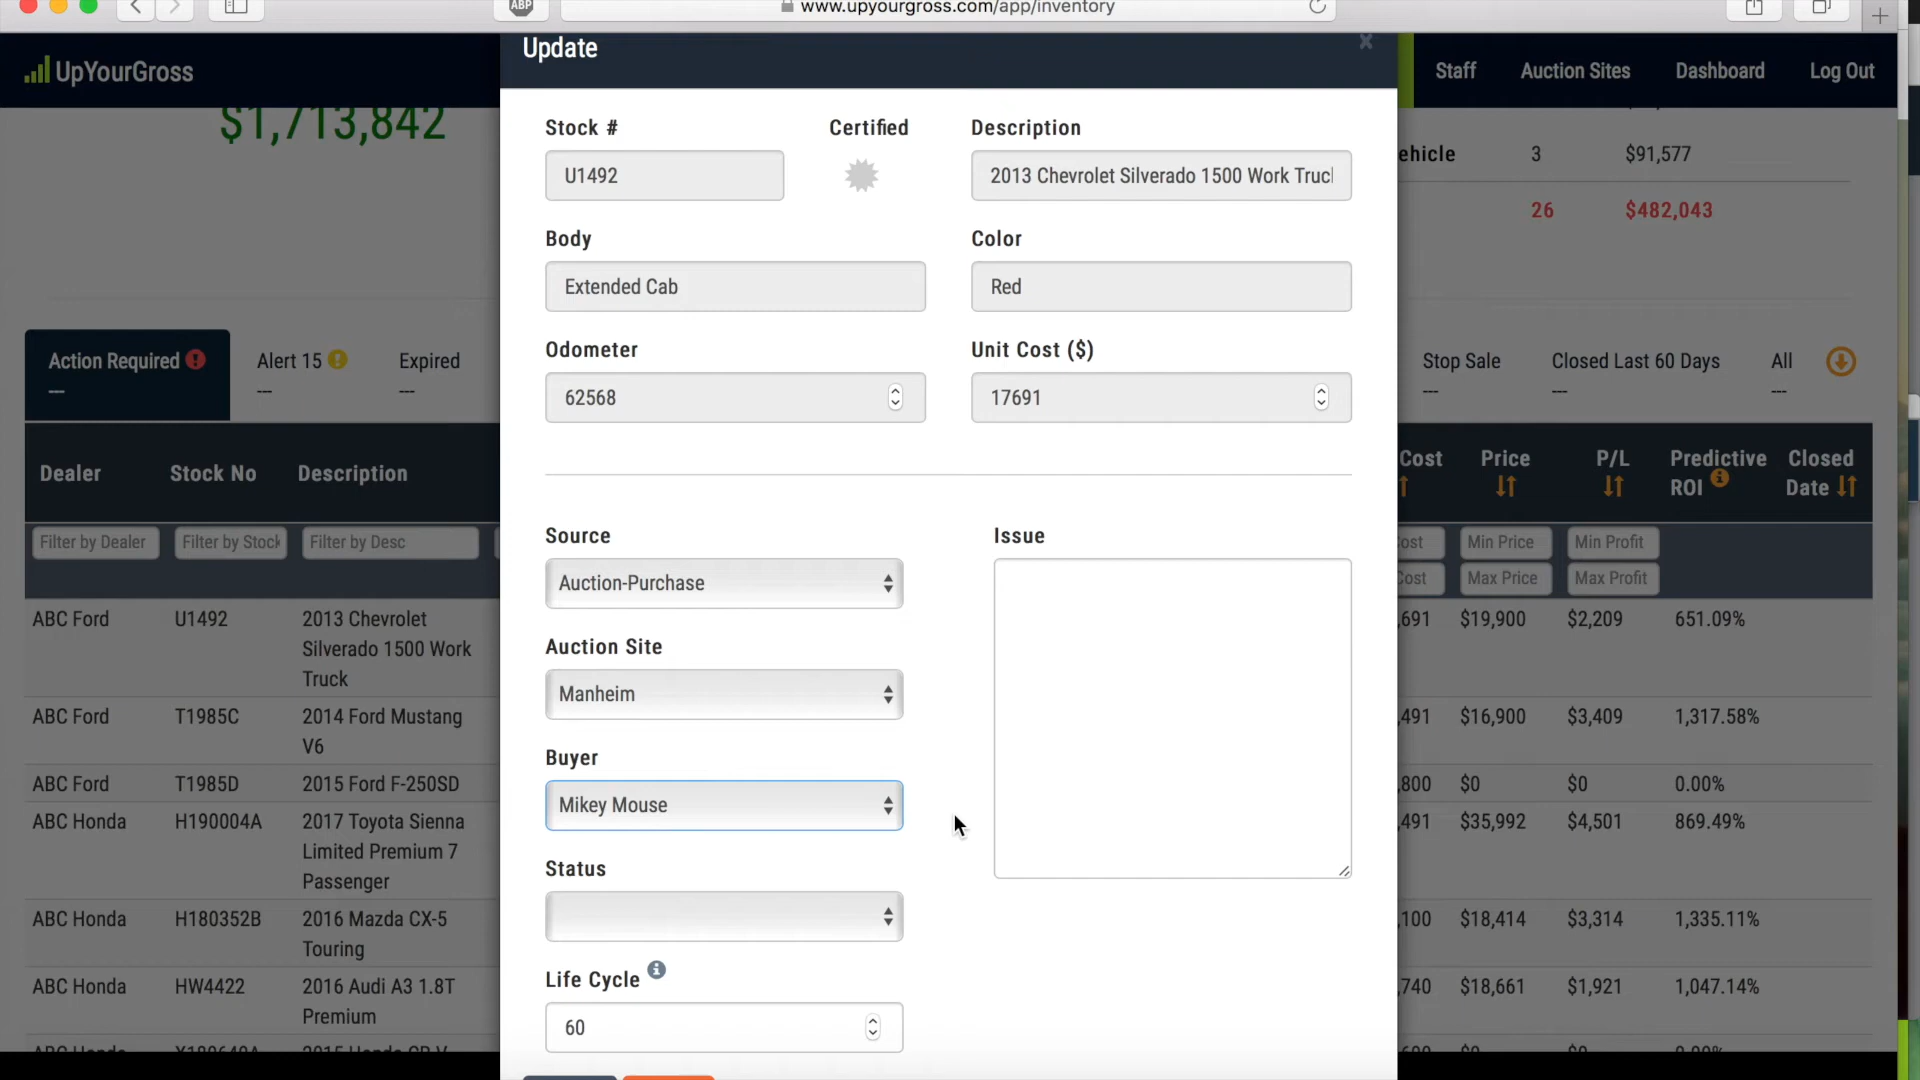 ABP
www.upyourgross.com/app/inventory
UpYourGross
Update
×
Staff
Auction Sites
Dashboard
Log Out
$1,713,842
Stock #
Certified
Description
U1492
2013 Chevrolet Silverado 1500 Work Truc
ehicle
3
$91,577
26
$482,043
Body
Color
Extended Cab
Red
Odometer
Unit Cost ($)
62568
17691
Action Required
---
Alert 15
---
Expired
---
Stop Sale
---
Closed Last 60 Days
---
All
---
Dealer
Stock No
Description
Cost
Price
P/L
Predictive
ROI
Closed
Date
Filter by Dealer
Filter by Stock
Filter by Desc
ost
Min Price
Min Profit
Cost
Max Price
Max Profit
Source
Auction-Purchase
Issue
Auction Site
Manheim
Buyer
Mikey Mouse
Status
Life Cycle
60
ABC Ford
U1492
2013 Chevrolet
Silverado 1500 Work
Truck
,691
$19,900
$2,209
651.09%
ABC Ford
T1985C
2014 Ford Mustang
V6
,491
$16,900
$3,409
1,317.58%
ABC Ford
T1985D
2015 Ford F-250SD
,800
$0
$0
0.00%
ABC Honda
H190004A
2017 Toyota Sienna
Limited Premium 7
Passenger
,491
$35,992
$4,501
869.49%
ABC Honda
H180352B
2016 Mazda CX-5
Touring
,100
$18,414
$3,314
1,335.11%
ABC Honda
HW4422
2016 Audi A3 1.8T
Premium
,740
$18,661
$1,921
1,047.14%